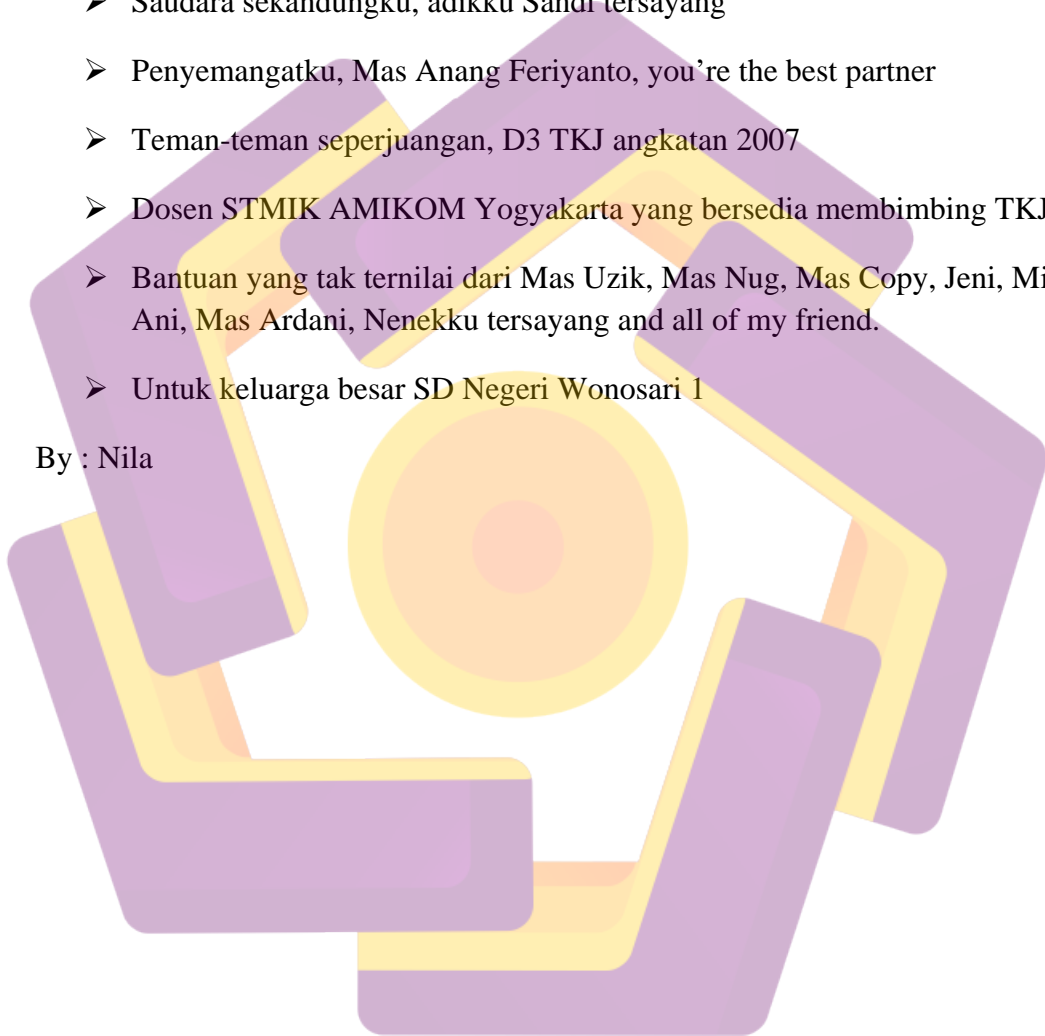 ➢ Saudara sekandungku, adikku Sandi tersayang
➢ Penyemangatku, Mas Anang Feriyanto, you’re the best partner
➢ Teman-teman seperjuangan, D3 TKJ angkatan 2007
➢ Dosen STMIK AMIKOM Yogyakarta yang bersedia membimbing TKJ
➢ Bantuan yang tak ternilai dari Mas Uzik, Mas Nug, Mas Copy, Jeni,
Ani, Mas Ardani, Nenekku tersayang and all of my friend.
➢ Untuk keluarga besar SD Negeri Wonosari 1
By : Nila